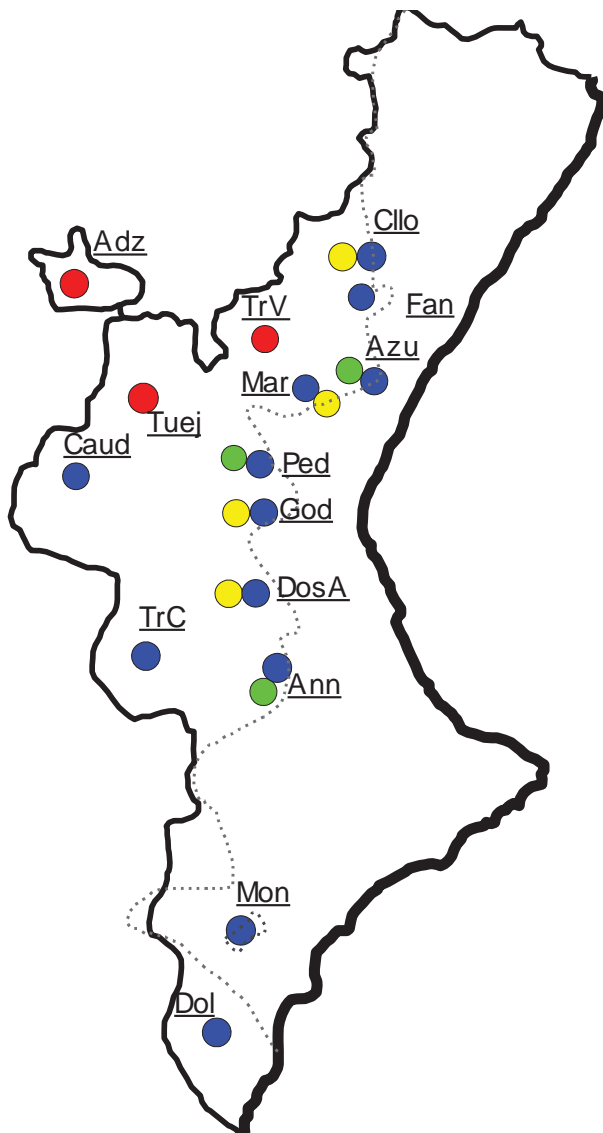 Cllo
Adz
Fan
TrV
Azu
Mar
Tuej
Caud
Ped
God
DosA
TrC
Ann
Mon
Dol